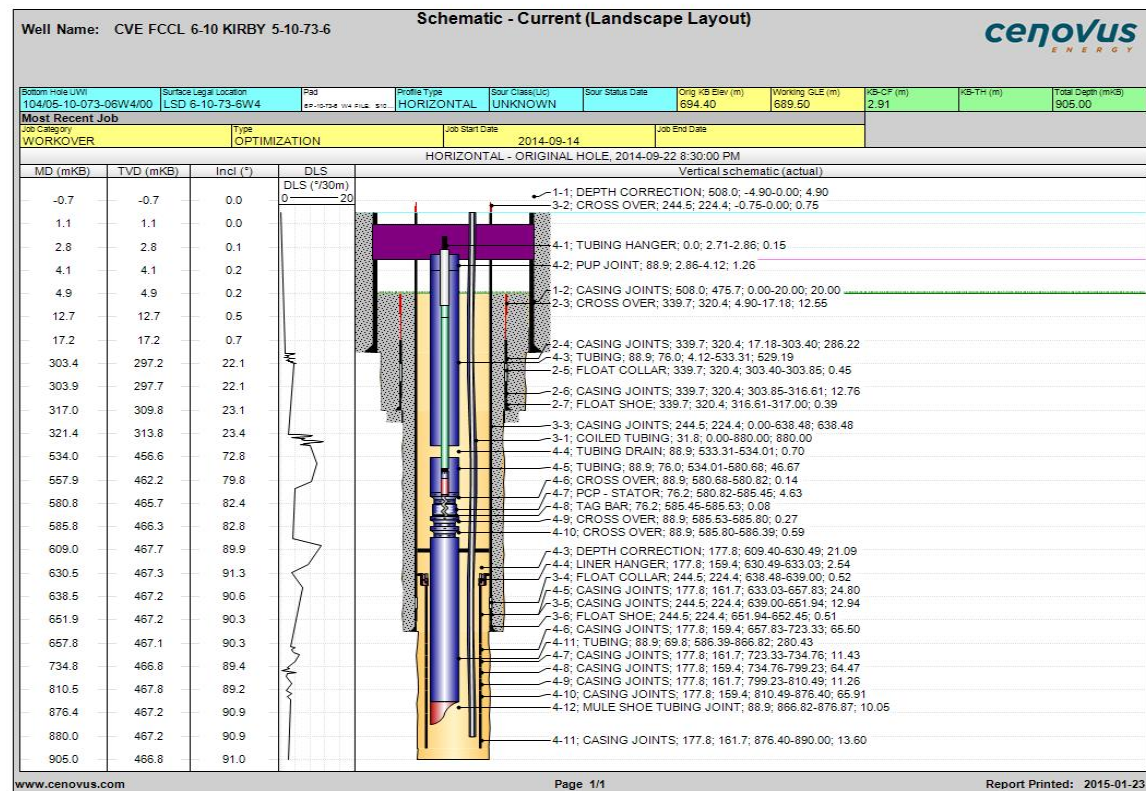 Schematic - Current (Landscape Layout)
Well Name: CVE FCCL 6-10 KIRBY 5-10-73-6
cenovus
ENERGY
Bottom Hole UWI Surface Legal Location Pad Profile Type Sour Class(Lic) Sour Status Date Orig KB Elev (m) Working GLE (m) KB-CF (m) KB-TH (m) Total Depth (mKB)
104/05-10-073-06W4/00 LSD 6-10-73-6W4 HORIZONTAL UNKNOWN 694.40 689.50 2.91 905.00
Most Recent Job
Job Category Type Job Start Date Job End Date
WORKOVER OPTIMIZATION 2014-09-14
HORIZONTAL - ORIGINAL HOLE, 2014-09-22 8:30:00 PM
MD (mKB) TVD (mKB) Incl (°) DLS Vertical schematic (actual)
DLS (°/30m)
0 20
-0.7 -0.7 0.0
1.1 1.1 0.0
2.8 2.8 0.1
4.1 4.1 0.2
4.9 4.9 0.2
12.7 12.7 0.5
17.2 17.2 0.7
303.4 297.2 22.1
303.9 297.7 22.1
317.0 309.8 23.1
321.4 313.8 23.4
534.0 456.6 72.8
557.9 462.2 79.8
580.8 465.7 82.4
585.8 466.3 82.8
609.0 467.7 89.9
630.5 467.3 91.3
638.5 467.2 90.6
651.9 467.2 90.3
657.8 467.1 90.3
734.8 466.8 89.4
810.5 467.8 89.2
876.4 467.2 90.9
880.0 467.2 90.9
905.0 466.8 91.0
1-1; DEPTH CORRECTION; 508.0; -4.90-0.00; 4.90
3-2; CROSS OVER; 244.5; 224.4; -0.75-0.00; 0.75
4-1; TUBING HANGER; 0.0; 2.71-2.86; 0.15
4-2; PUP JOINT; 88.9; 2.86-4.12; 1.26
1-2; CASING JOINTS; 508.0; 475.7; 0.00-20.00; 20.00
2-3; CROSS OVER; 339.7; 320.4; 4.90-17.18; 12.55
2-4; CASING JOINTS; 339.7; 320.4; 17.18-303.40; 286.22
4-3; TUBING; 88.9; 76.0; 4.12-533.31; 529.19
2-5; FLOAT COLLAR; 339.7; 320.4; 303.40-303.85; 0.45
2-6; CASING JOINTS; 339.7; 320.4; 303.85-316.61; 12.76
2-7; FLOAT SHOE; 339.7; 320.4; 316.61-317.00; 0.39
3-3; CASING JOINTS; 244.5; 224.4; 0.00-638.48; 638.48
3-1; COILED TUBING; 31.8; 0.00-880.00; 880.00
4-4; TUBING DRAIN; 88.9; 533.31-534.01; 0.70
4-5; TUBING; 88.9; 76.0; 534.01-580.68; 46.67
4-6; CROSS OVER; 88.9; 580.68-580.82; 0.14
4-7; PCP - STATOR; 76.2; 580.82-585.45; 4.63
4-8; TAG BAR; 76.2; 585.45-585.53; 0.08
4-9; CROSS OVER; 88.9; 585.53-585.80; 0.27
4-10; CROSS OVER; 88.9; 585.80-586.39; 0.59
4-3; DEPTH CORRECTION; 177.8; 609.40-630.49; 21.09
4-4; LINER HANGER; 177.8; 159.4; 630.49-633.03; 2.54
3-4; FLOAT COLLAR; 244.5; 224.4; 638.48-639.00; 0.52
4-5; CASING JOINTS; 177.8; 161.7; 633.03-657.83; 24.80
3-5; CASING JOINTS; 244.5; 224.4; 639.00-651.94; 12.94
3-6; FLOAT SHOE; 244.5; 224.4; 651.94-652.45; 0.51
4-6; CASING JOINTS; 177.8; 159.4; 657.83-723.33; 65.50
4-11; TUBING; 88.9; 69.8; 586.39-866.82; 280.43
4-7; CASING JOINTS; 177.8; 161.7; 723.33-734.76; 11.43
4-8; CASING JOINTS; 177.8; 159.4; 734.76-799.23; 64.47
4-9; CASING JOINTS; 177.8; 161.7; 799.23-810.49; 11.26
4-10; CASING JOINTS; 177.8; 159.4; 810.49-876.40; 65.91
4-12; MULE SHOE TUBING JOINT; 88.9; 866.82-876.87; 10.05
4-11; CASING JOINTS; 177.8; 161.7; 876.40-890.00; 13.60
www.cenovus.com Page 1/1 Report Printed: 2015-01-23